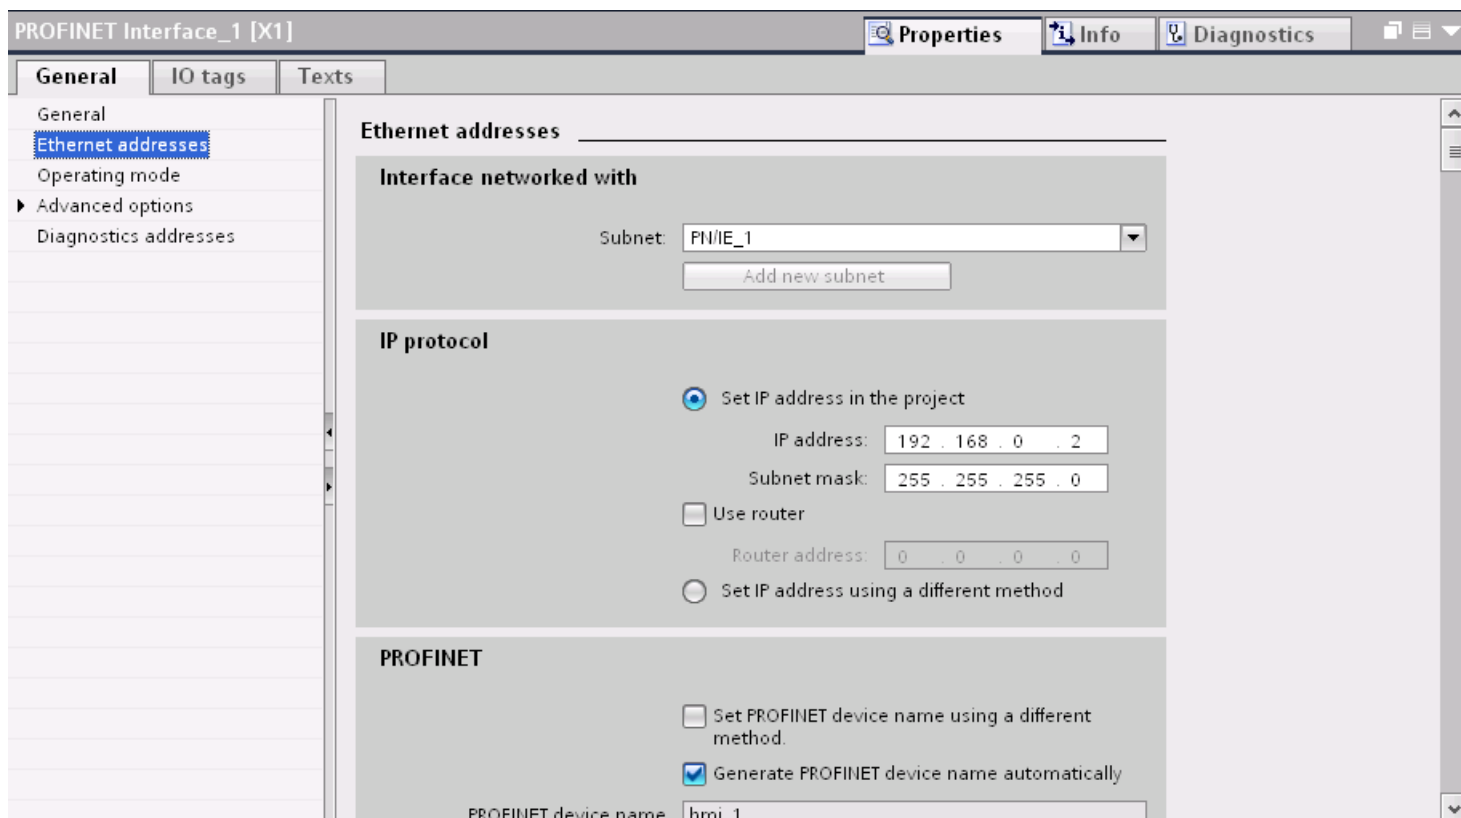 PROFINET Interface_1 [X1]
Properties
Info
Diagnostics
General
IO tags
Texts
General
Ethernet addresses
Operating mode
Advanced options
Diagnostics addresses
Ethernet addresses
Interface networked with
Subnet: PN/IE_1
Add new subnet
IP protocol
Set IP address in the project
IP address: 192 . 168 . 0 . 2
Subnet mask: 255 . 255 . 255 . 0
Use router
Router address: 0 . 0 . 0 . 0
Set IP address using a different method
PROFINET
Set PROFINET device name using a different
method.
Generate PROFINET device name automatically
PROFINET device name hmi_1